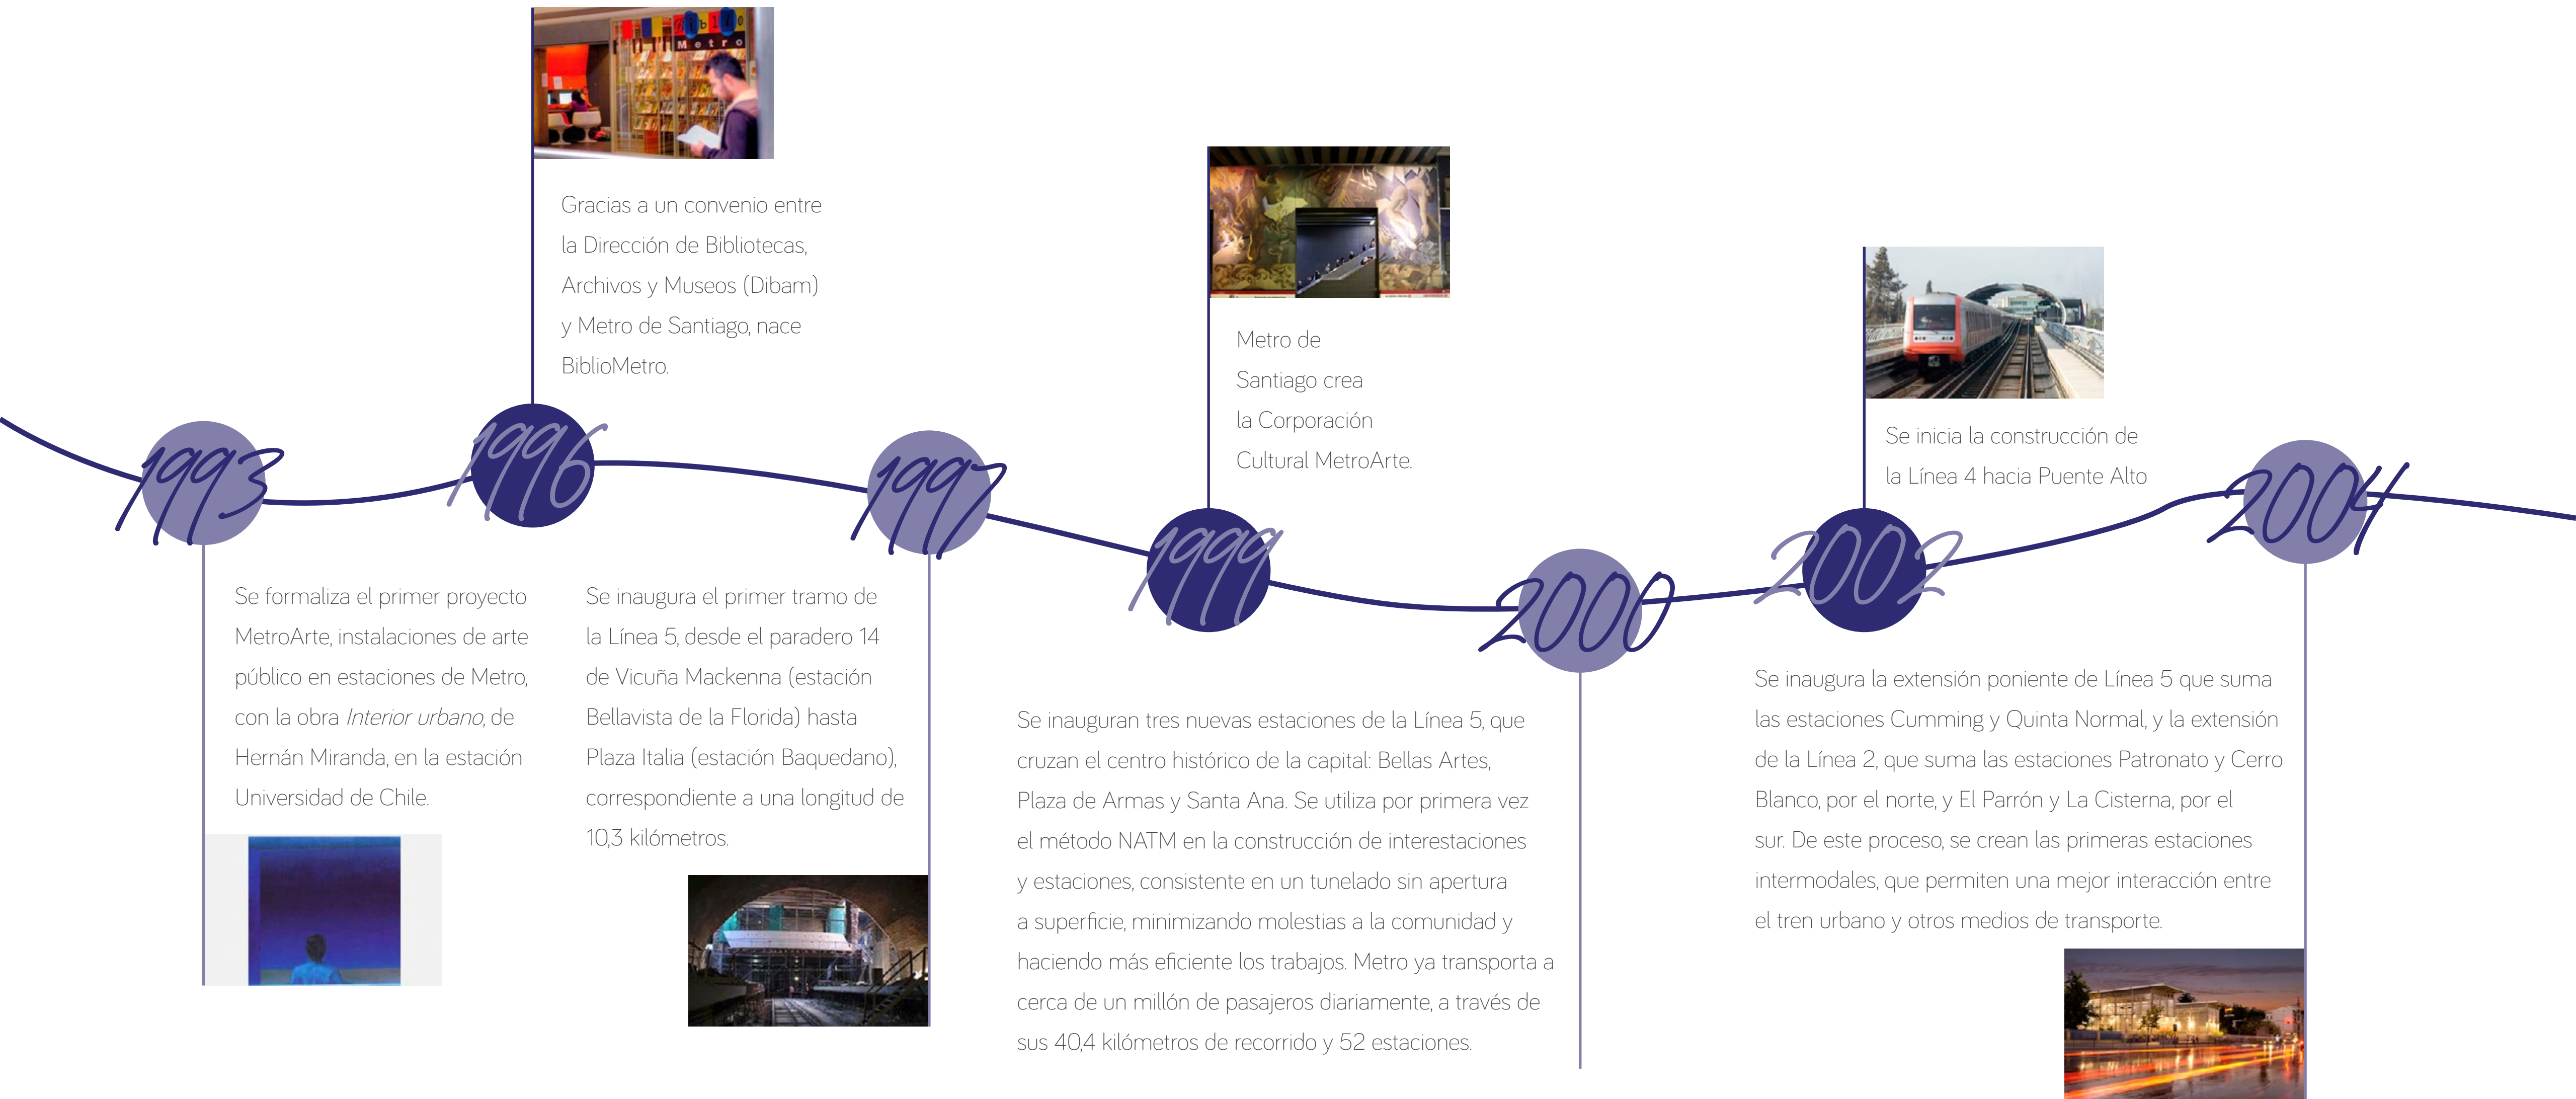 Biblio
Metro
Gracias a un convenio entre
la Dirección de Bibliotecas,
Archivos y Museos (Dibam)
y Metro de Santiago, nace
BiblioMetro.
Metro de
Santiago crea
la Corporación
Cultural MetroArte.
Se inicia la construcción de
la Línea 4 hacia Puente Alto
1993
1996
1997
1999
2000
2002
2004
Se formaliza el primer proyecto
MetroArte, instalaciones de arte
público en estaciones de Metro,
con la obra Interior urbano, de
Hernán Miranda, en la estación
Universidad de Chile.
Se inaugura el primer tramo de
la Línea 5, desde el paradero 14
de Vicuña Mackenna (estación
Bellavista de la Florida) hasta
Plaza Italia (estación Baquedano),
correspondiente a una longitud de
10,3 kilómetros.
Se inauguran tres nuevas estaciones de la Línea 5, que
cruzan el centro histórico de la capital: Bellas Artes,
Plaza de Armas y Santa Ana. Se utiliza por primera vez
el método NATM en la construcción de interestaciones
y estaciones, consistente en un tunelado sin apertura
a superficie, minimizando molestias a la comunidad y
haciendo más eficiente los trabajos. Metro ya transporta a
cerca de un millón de pasajeros diariamente, a través de
sus 40,4 kilómetros de recorrido y 52 estaciones.
Se inaugura la extensión poniente de Línea 5 que suma
las estaciones Cumming y Quinta Normal, y la extensión
de la Línea 2, que suma las estaciones Patronato y Cerro
Blanco, por el norte, y El Parrón y La Cisterna, por el
sur. De este proceso, se crean las primeras estaciones
intermodales, que permiten una mejor interacción entre
el tren urbano y otros medios de transporte.